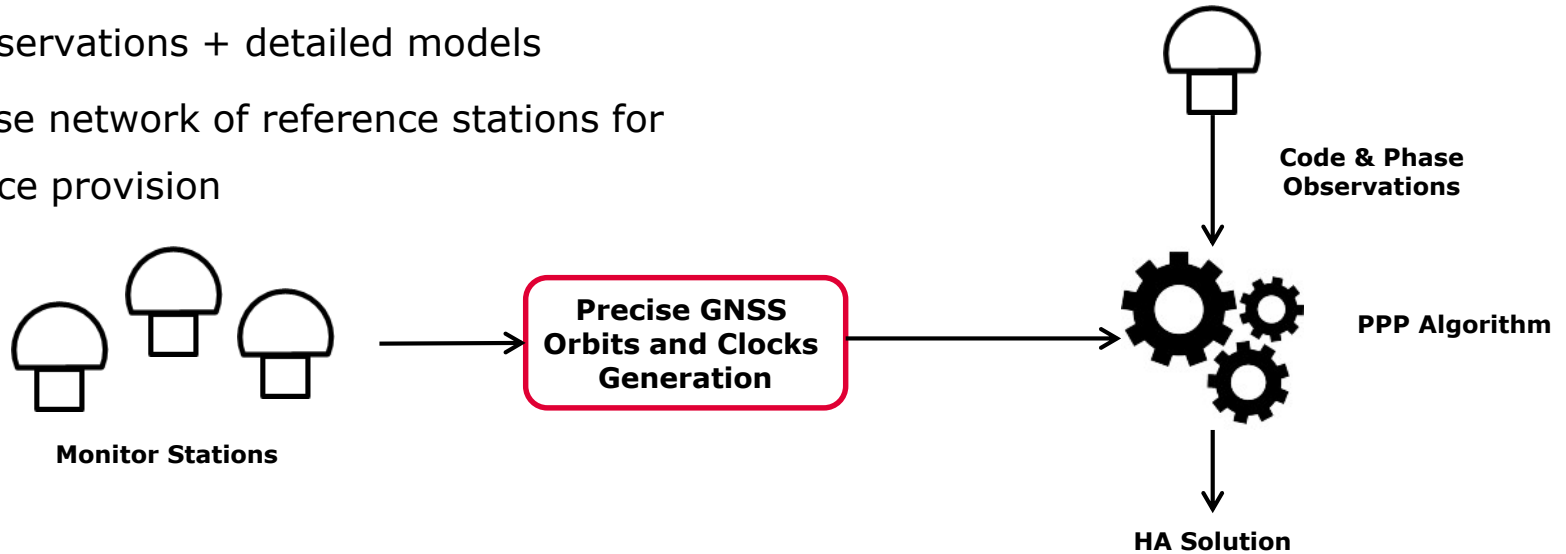 servations + detailed models
se network of reference stations for
ce provision
Code & Phase
Observations
Precise GNSS
Orbits and Clocks
Generation
PPP Algorithm
Monitor Stations
HA Solution